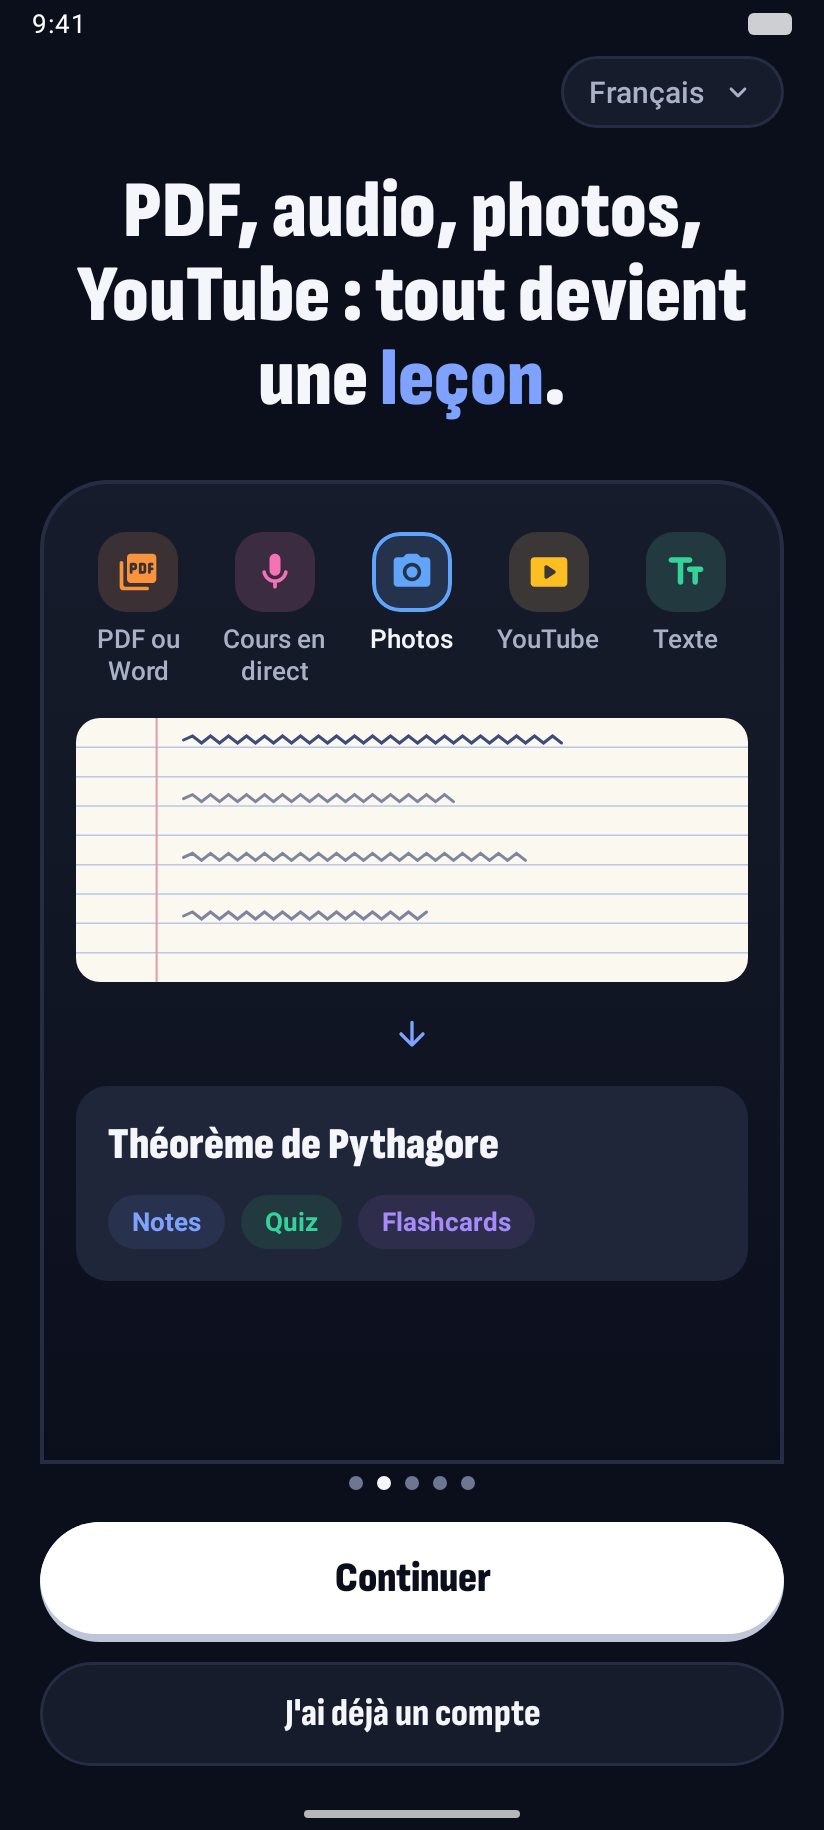 9:41
Français
PDF, audio, photos,
YouTube : tout devient
une leçon.
PDF
PDF ou
Word
Cours en
direct
Photos
YouTube
Texte
Théorème de Pythagore
Notes
Quiz
Flashcards
Continuer
J'ai déjà un compte